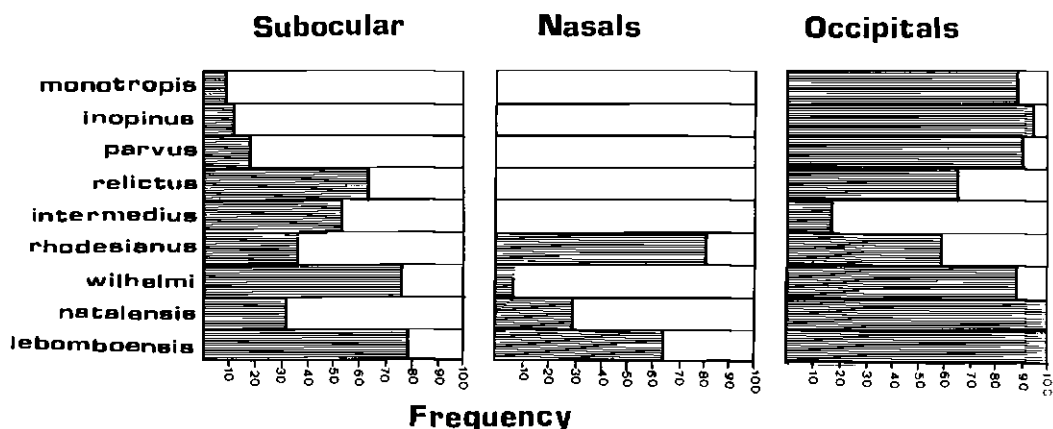 Subocular Nasals Occipitals
monotropis
inopinus
parvus
relictus
intermedius
rhodesianus
wilhelmi
natalensis
lebomboensis
10 20 30 40 50 60 70 80 90 100 10 20 30 40 50 60 70 80 90 100 10 20 30 40 50 60 70 80 90 100
Frequency